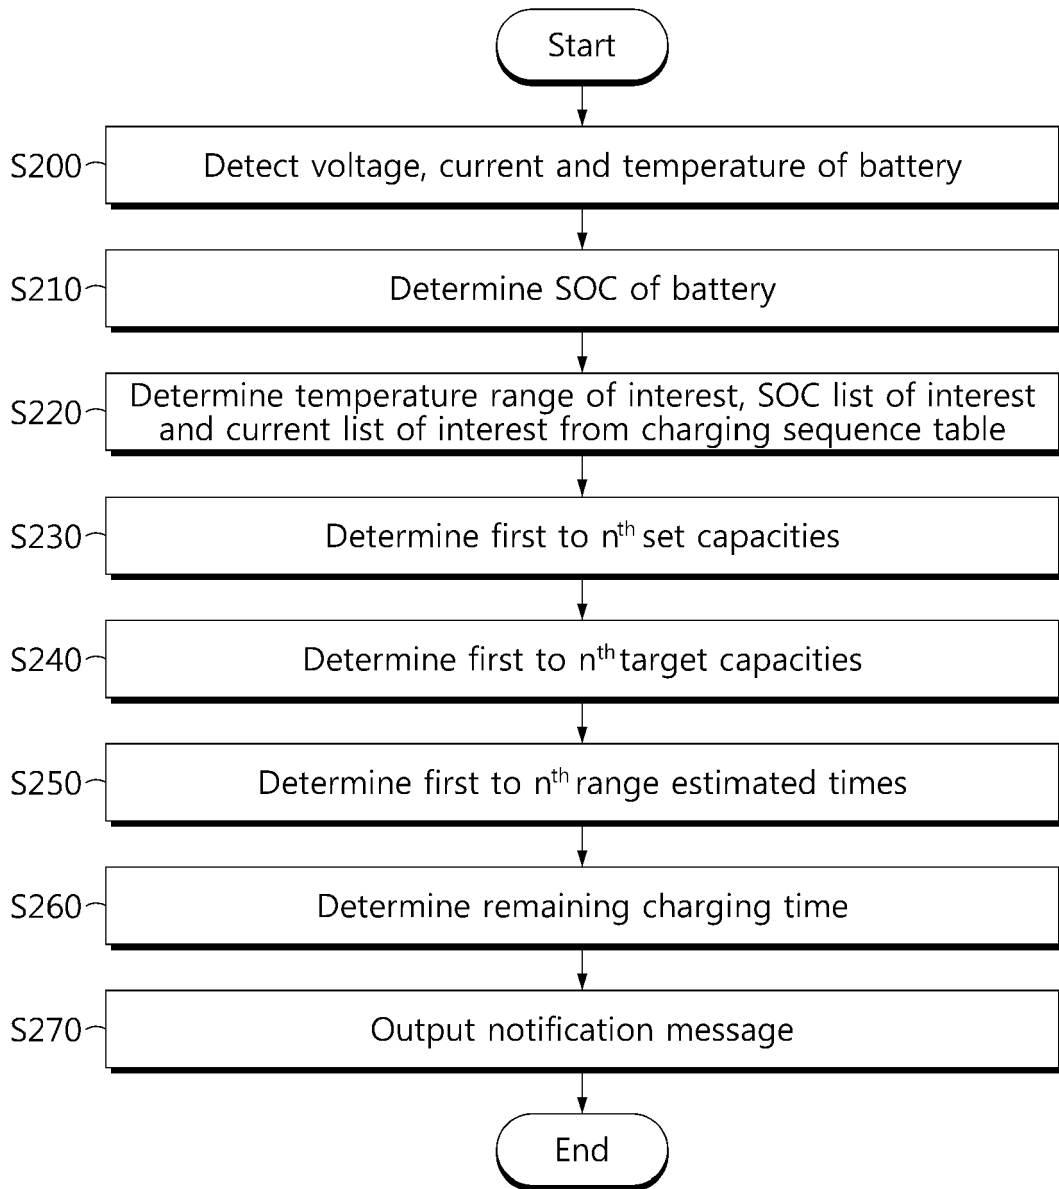 Start
S200 Detect voltage, current and temperature of battery
S210 Determine SOC of battery
S220 Determine temperature range of interest, SOC list of interest
and current list of interest from charging sequence table
S230 Determine first to nth set capacities
S240 Determine first to nth target capacities
S250 Determine first to nth range estimated times
S260 Determine remaining charging time
S270 Output notification message
End